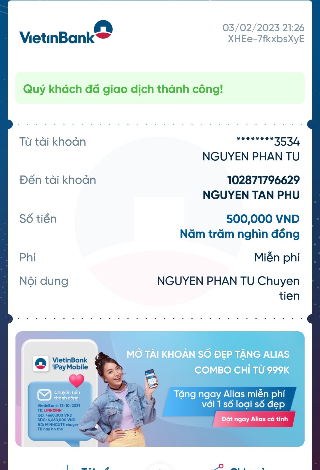 VietinBank
03/02/2023 21:26
XHEe-7fkxbsXyE
Quý khách đã giao dịch thành công!
Từ tài khoản
********3534
NGUYEN PHAN TU
Đến tài khoản
102871796629
NGUYEN TAN PHU
Số tiền
500,000 VND
Năm trăm nghìn đồng
Phí
Miễn phí
Nội dung
NGUYEN PHAN TU Chuyen
tien
VietinBank
iPay Mobile
MỞ TÀI KHOẢN SỐ ĐẸP TẶNG ALIAS
COMBO CHỈ TỪ 999K
Tặng ngay Alias miễn phí
với 1 số loại số đẹp
Đặt ngay Alias cá tính